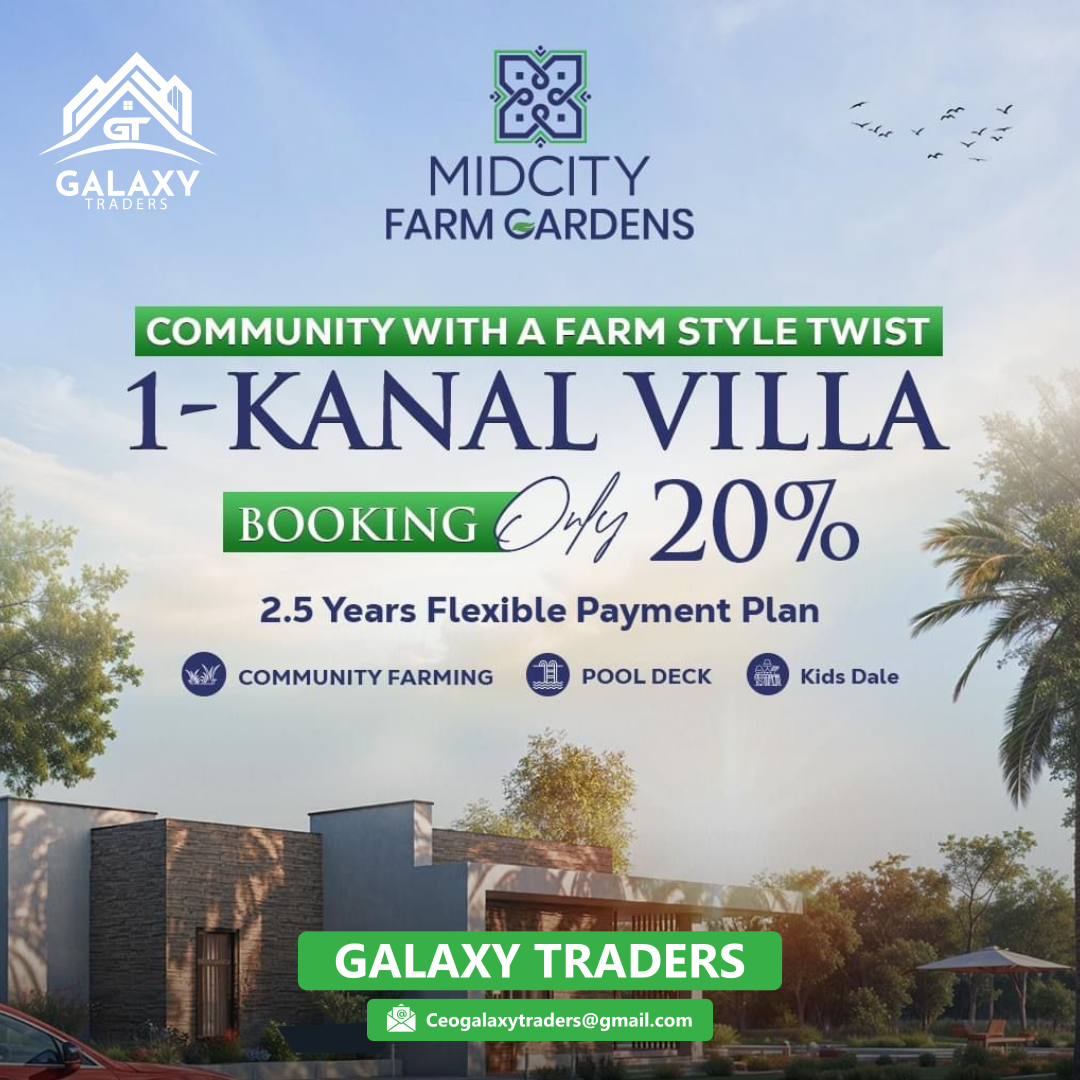 GT
GALAXY
TRADERS
MIDCITY
FARM GARDENS
COMMUNITY WITH A FARM STYLE TWIST
1-KANAL VILLA
BOOKING Only 20%
2.5 Years Flexible Payment Plan
COMMUNITY FARMING POOL DECK Kids Dale
GALAXY TRADERS
Ceogalaxytraders@gmail.com